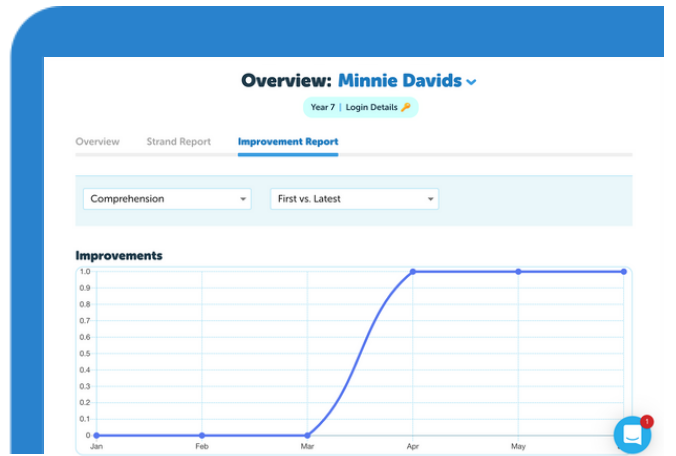 Overview: Minnie Davids
Year 7 | Login Details
Overview Strand Report Improvement Report
Comprehension First vs. Latest
Improvements
1.0
0.9
0.8
0.7
0.6
0.5
0.4
0.3
0.2
0.1
0
Jan Feb Mar Apr May
1